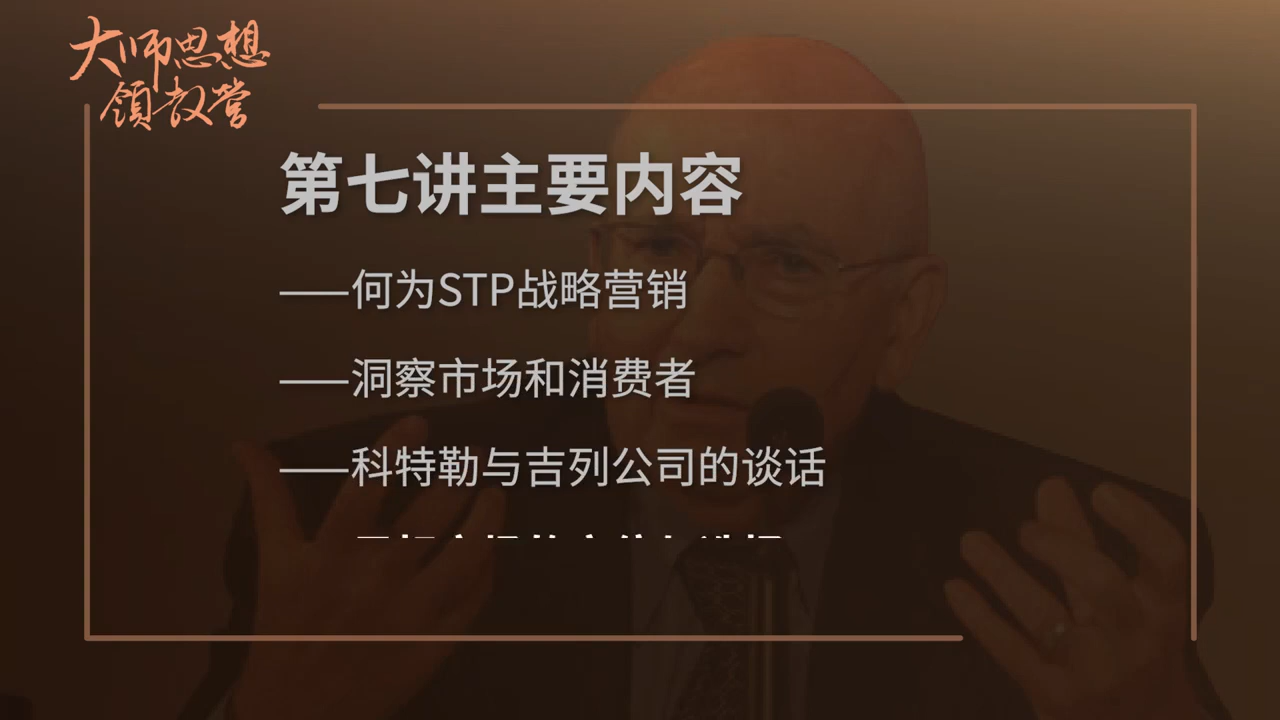 大师思想
領教營
第七讲主要内容
——何为STP战略营销
——洞察市场和消费者
——科特勒与吉列公司的谈话